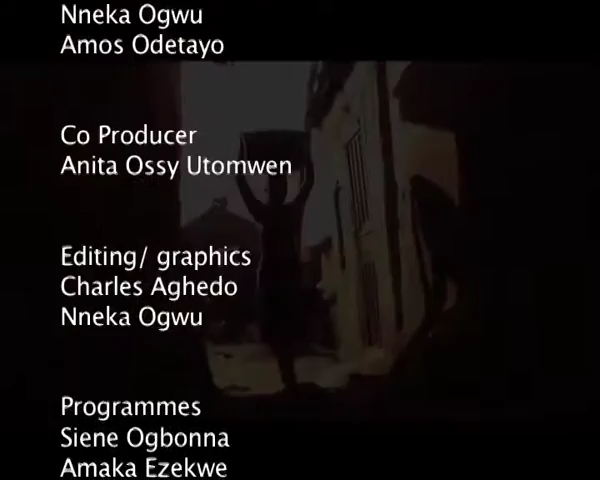 Nneka Ogwu
Amos Odetayo
Co Producer
Anita Ossy Utomwen
Editing/ graphics
Charles Aghedo
Nneka Ogwu
Programmes
Siene Ogbonna
Amaka Ezekwe